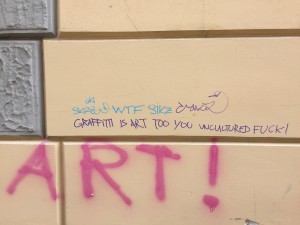 WTF
GRAFFITI IS ART TOO YOU UNCULTURED FUCK!
ART!